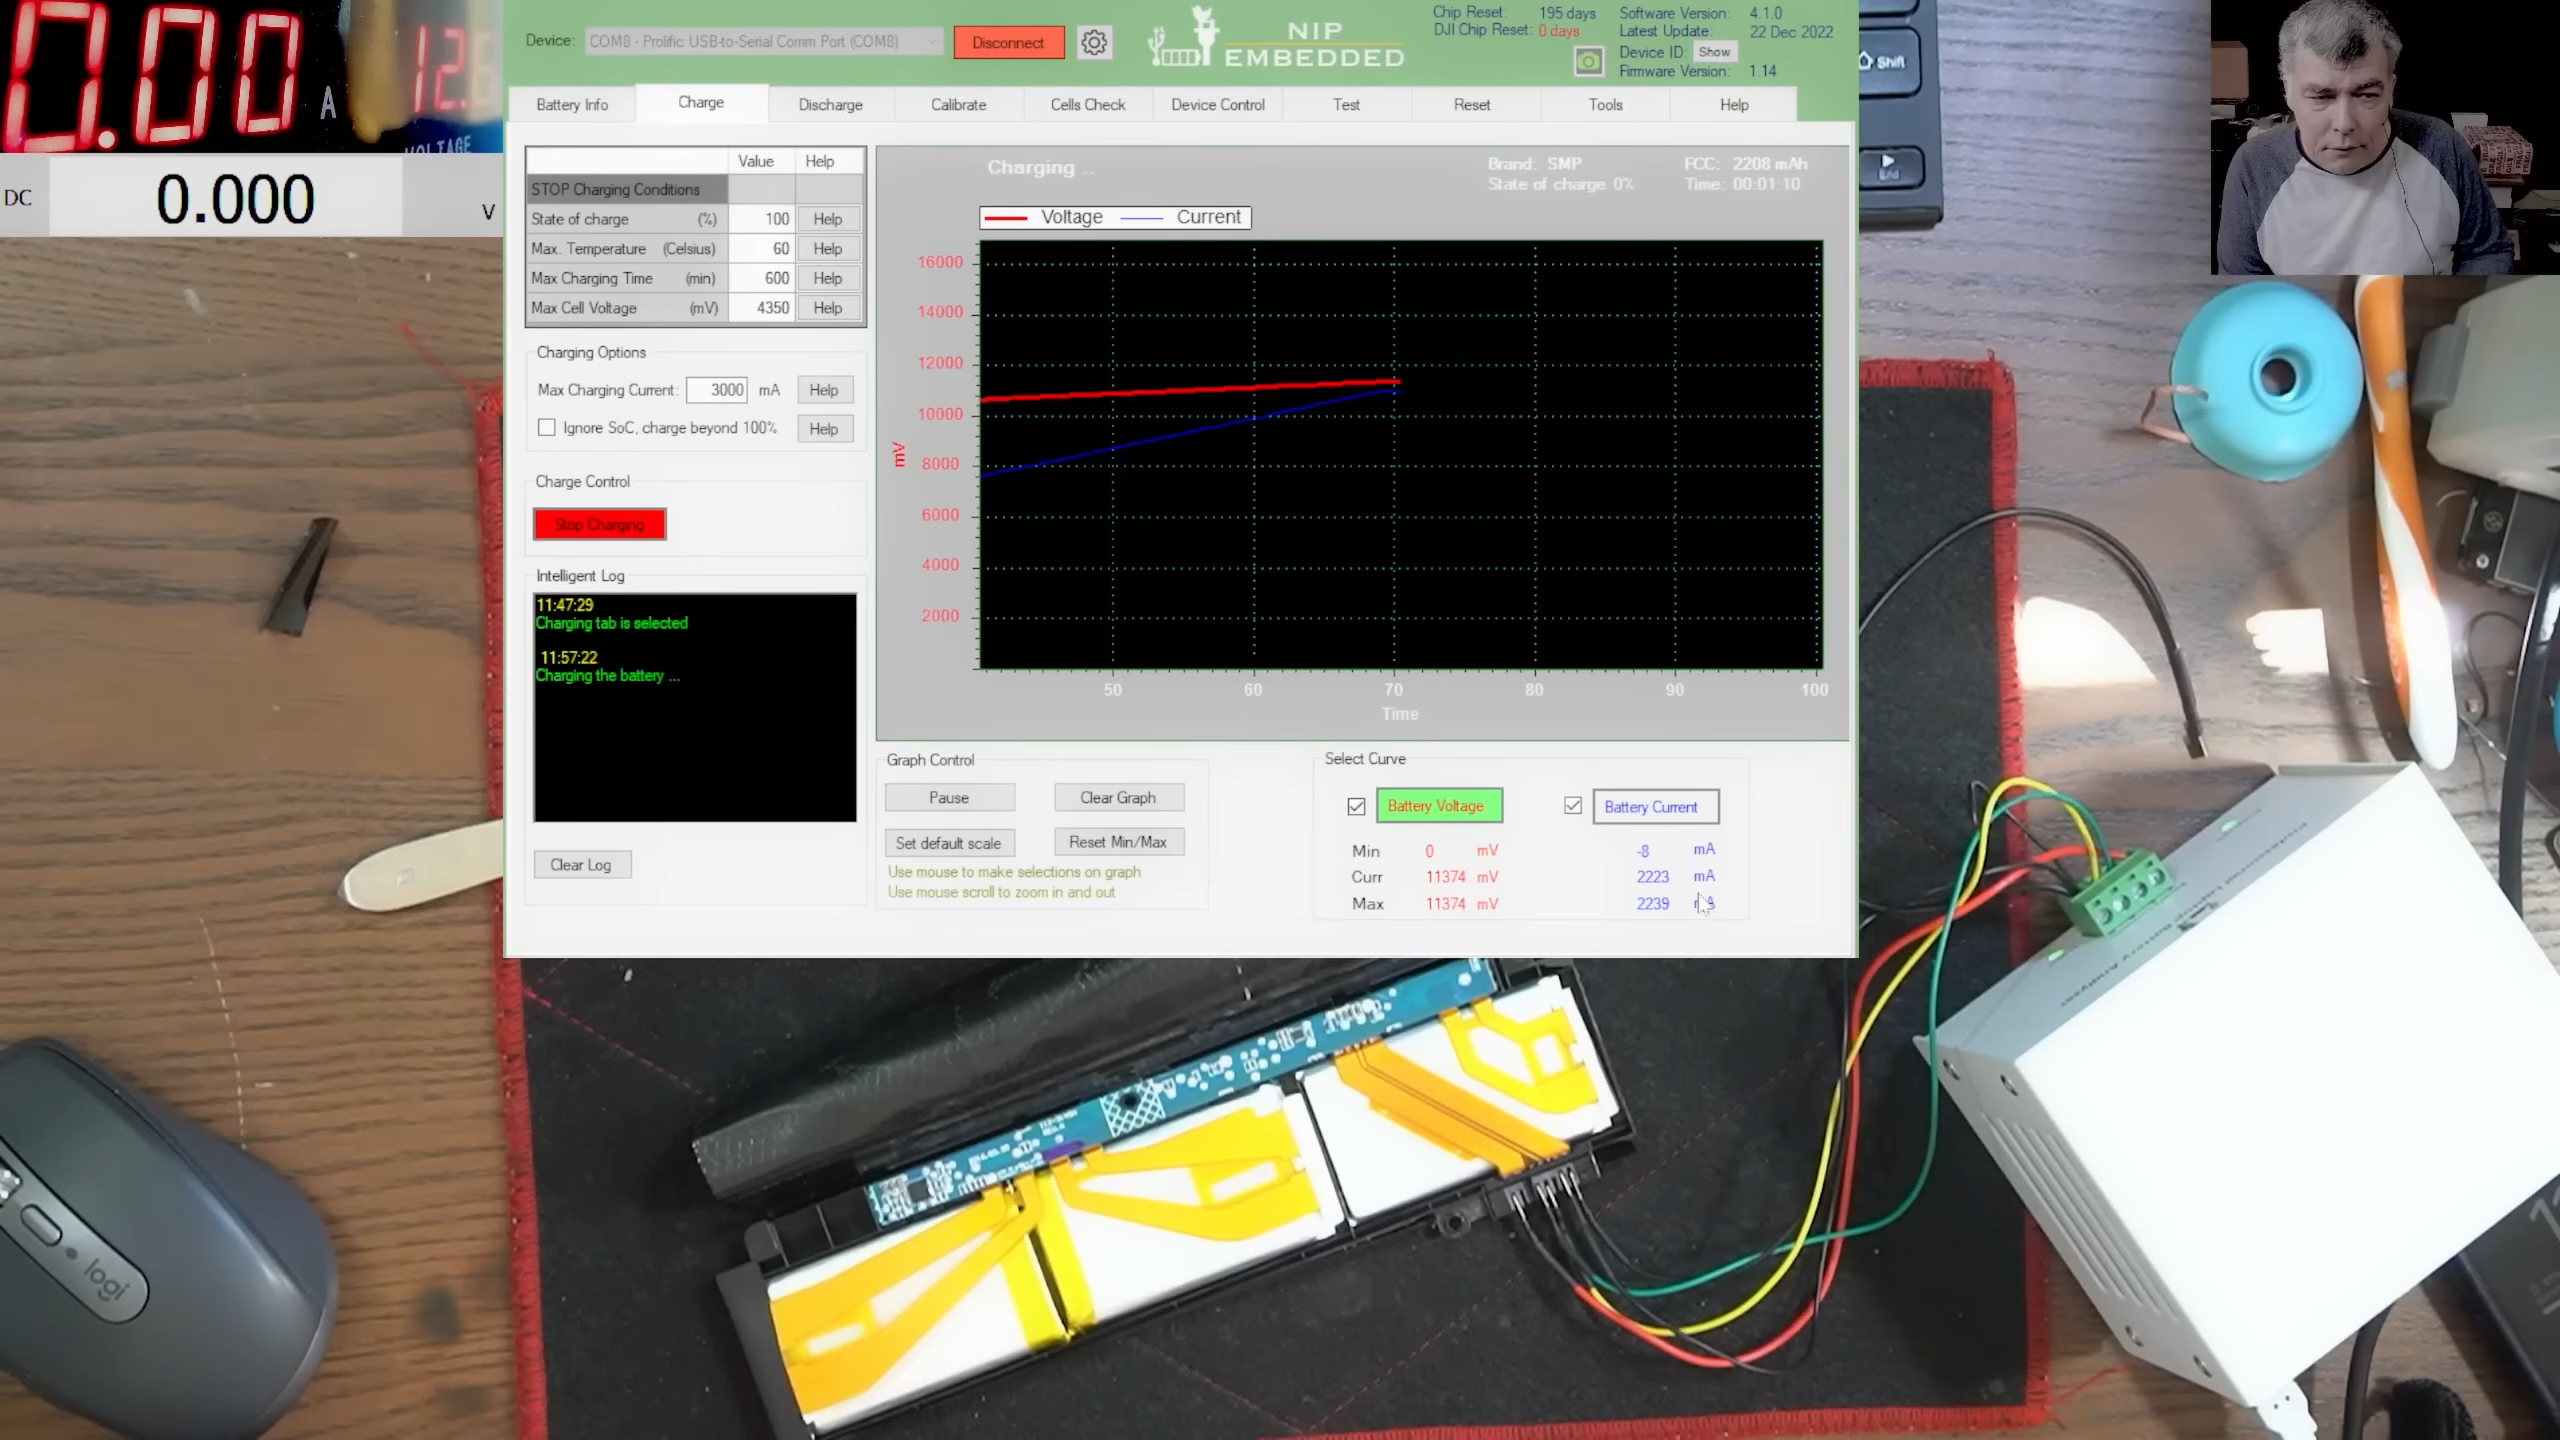 0.00 A
DC 0.000 V
VOLTAGE
Device: COM8 - Prolific USB-to-Serial Comm Port (COM8) Disconnect
NIP
EMBEDDED
Chip Reset: 195 days
DJI Chip Reset: 0 days
Software Version: 4.1.0
Last Update: 22 Dec 2022
Device ID: Show
Firmware Version: 1.14
Battery Info Charge Discharge Calibrate Cells Check Device Control Test Reset Tools Help
Value Help
STOP Charging Conditions
State of charge (%) 100 Help
Max. Temperature (Celsius) 60 Help
Max Charging Time (min) 600 Help
Max Cell Voltage (mV) 4350 Help
Charging Options
Max Charging Current: 3000 mA Help
Ignore SoC, charge beyond 100% Help
Charge Control
Stop Charging
Intelligent Log
11:47:29
Charging tab is selected
11:57:22
Charging the battery ...
Clear Log
Charging ..
Brand: SMP
State of charge 0%
FCC: 2208 mAh
Time: 00:01:10
Voltage Current
16000
14000
12000
10000
mV
8000
6000
4000
2000
50 60 70 80 90 100
Time
Graph Control
Pause Clear Graph
Set default scale Reset Min/Max
Use mouse to make selections on graph
Use mouse scroll to zoom in and out
Select Curve
Battery Voltage Battery Current
Min 0 mV -8 mA
Curr 11374 mV 2223 mA
Max 11374 mV 2239
Shift
End
logi